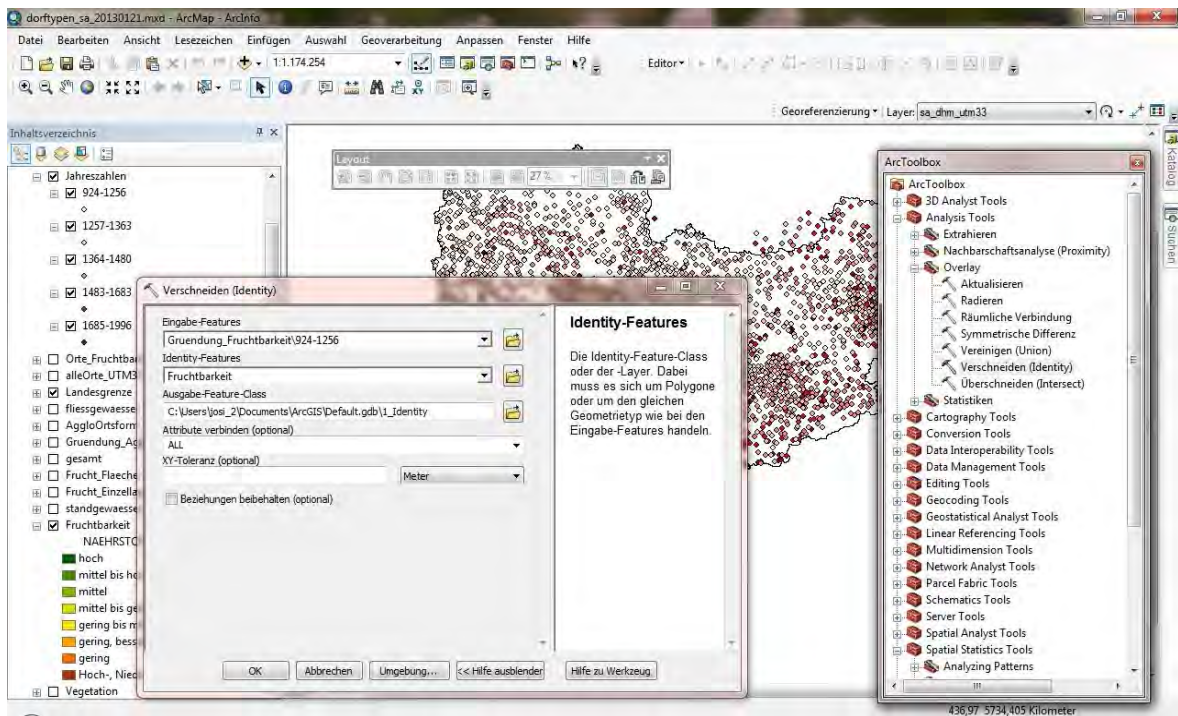 dorftypen_sa_20130121.mxd - ArcMap - ArcInfo
Datei Bearbeiten Ansicht Lesezeichen Einfügen Auswahl Geoverarbeitung Anpassen Fenster Hilfe
1:1.174.254
Editor
Georeferenzierung Layer: sa_dhm_utm33
Inhaltsverzeichnis
Jahreszahlen
924-1256
1257-1363
1364-1480
1483-1683
1685-1996
Orte_Fruchtbar
alleOrte_UTM3
Landesgrenze
fliessgewaesse
AggloOrtsform
Gruendung_Ag
gesamt
Frucht_Flaeche
Frucht_Einzella
standgewaesse
Fruchtbarkeit
NAEHRSTO
hoch
mittel bis ho
mittel
mittel bis ge
gering bis m
gering, bess
gering
Hoch-, Nied
Vegetation
Layout
27%
Verschneiden (Identity)
Eingabe-Features
Gruendung_Fruchtbarkeit\924-1256
Identity-Features
Fruchtbarkeit
Ausgabe-Feature-Class
C:\Users\josi_2\Documents\ArcGIS\Default.gdb\1_Identity
Attribute verbinden (optional)
ALL
XY-Toleranz (optional)
Meter
Beziehungen beibehalten (optional)
OK Abbrechen Umgebung... << Hilfe ausblenden Hilfe zu Werkzeug
Identity-Features
Die Identity-Feature-Class
oder der -Layer. Dabei
muss es sich um Polygone
oder um den gleichen
Geometrietyp wie bei den
Eingabe-Features handeln.
ArcToolbox
ArcToolbox
3D Analyst Tools
Analysis Tools
Extrahieren
Nachbarschaftsanalyse (Proximity)
Overlay
Aktualisieren
Radieren
Räumliche Verbindung
Symmetrische Differenz
Vereinigen (Union)
Verschneiden (Identity)
Überschneiden (Intersect)
Statistiken
Cartography Tools
Conversion Tools
Data Interoperability Tools
Data Management Tools
Editing Tools
Geocoding Tools
Geostatistical Analyst Tools
Linear Referencing Tools
Multidimension Tools
Network Analyst Tools
Parcel Fabric Tools
Schematics Tools
Server Tools
Spatial Analyst Tools
Spatial Statistics Tools
Analyzing Patterns
Katalog
Suchen
436,97 5734,405 Kilometer